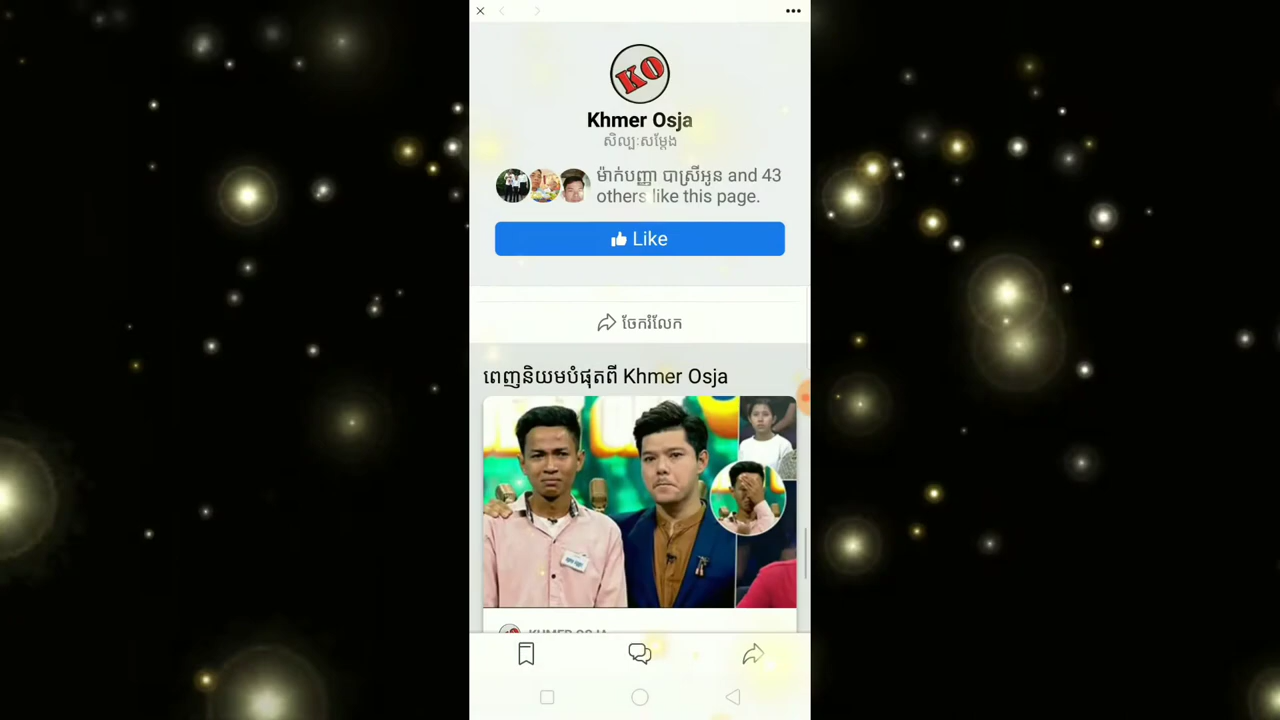 KO
Khmer Osja
សិល្បៈសម្តែង
ម៉ាក់បញ្ញា បាស្រីអូន and 43
others like this page.
Like
ចែករំលែក
ពេញនិយមបំផុតពី Khmer Osja
KHMER OSJA